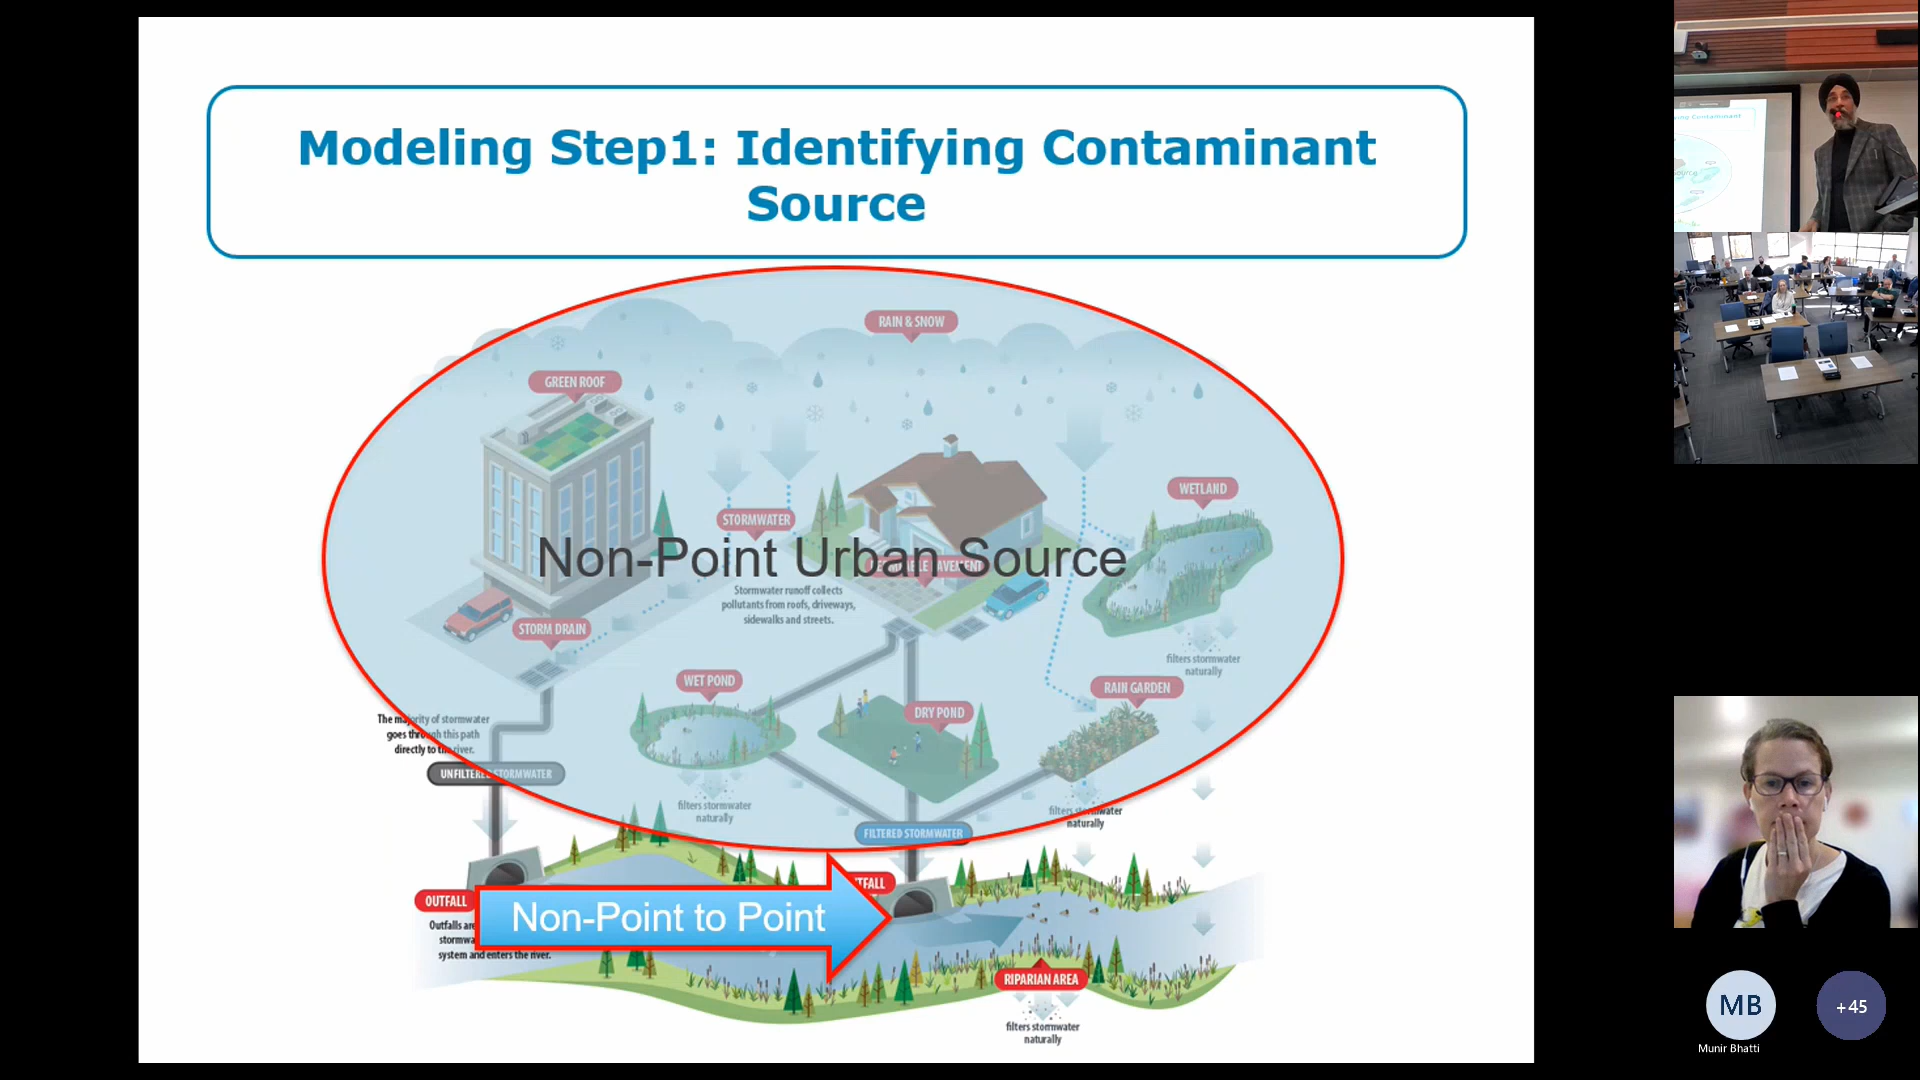 Modeling Step1: Identifying Contaminant
Source
RAIN & SNOW
GREEN ROOF
WETLAND
STORMWATER
Non-Point Urban Source
Stormwater runoff collects
pollutants from roofs, driveways,
sidewalks and streets.
STORM DRAIN
filters stormwater
naturally
WET POND
RAIN GARDEN
DRY POND
The majority of stormwater
goes through this path
directly to the river.
UNFILTERED STORMWATER
filters stormwater
naturally
filters stormwater
naturally
FILTERED STORMWATER
OUTFALL
Non-Point to Point
Outfalls are
system and enters the river.
RIPARIAN AREA
filters stormwater
naturally
MB
+45
Munir Bhatti